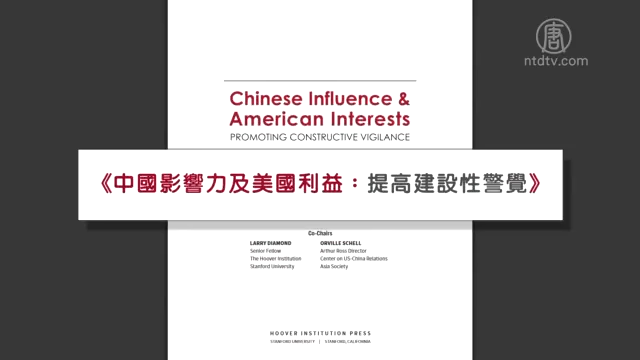 唐
ntdtv.com
Chinese Influence &
American Interests
PROMOTING CONSTRUCTIVE VIGILANCE
《中國影響力及美國利益：提高建設性警覺》
Co-Chairs
LARRY DIAMOND
Senior Fellow
The Hoover Institution
Stanford University
ORVILLE SCHELL
Arthur Ross Director
Center on US-China Relations
Asia Society
HOOVER INSTITUTION PRESS
STANFORD UNIVERSITY | STANFORD, CALIFORNIA